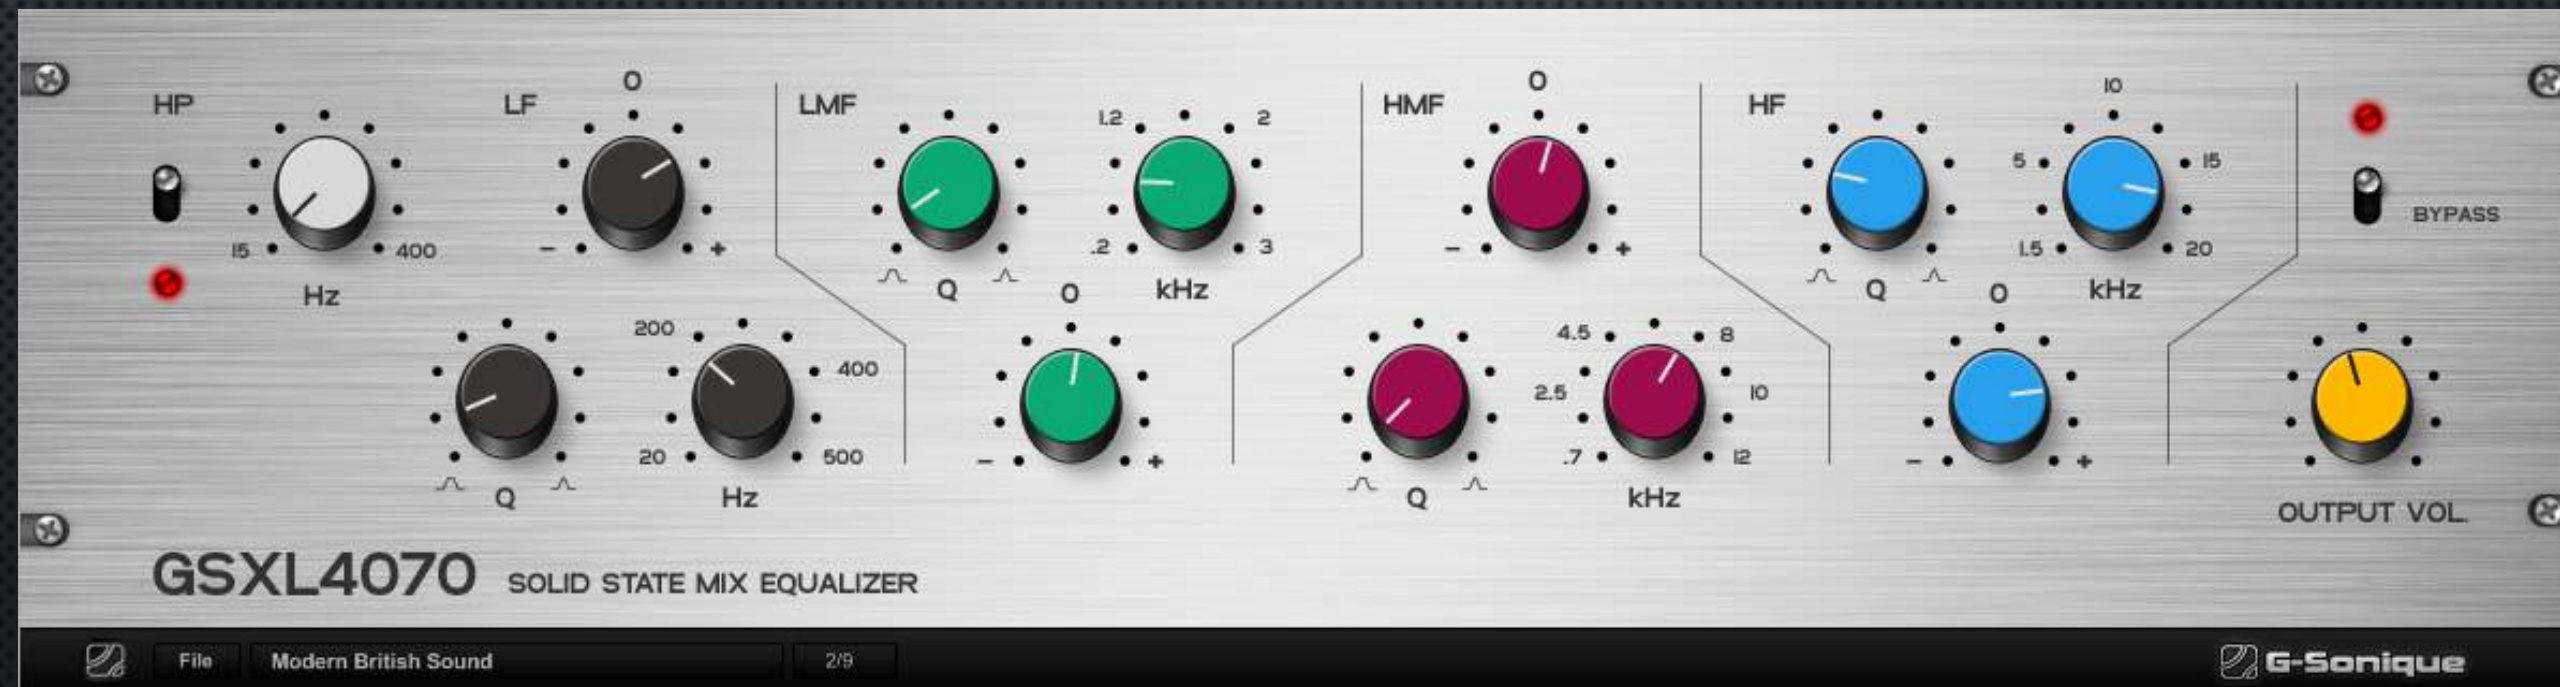 HP
15
400
Hz
LF
0
-
+
Q
200
400
20
500
Hz
LMF
Q
1.2
2
.2
3
kHz
0
-
+
HMF
0
-
+
Q
4.5
8
2.5
10
.7
12
kHz
HF
Q
10
5
15
1.5
20
kHz
0
-
+
BYPASS
OUTPUT VOL.
GSXL4070 SOLID STATE MIX EQUALIZER
File Modern British Sound 2/9 G-Sonique